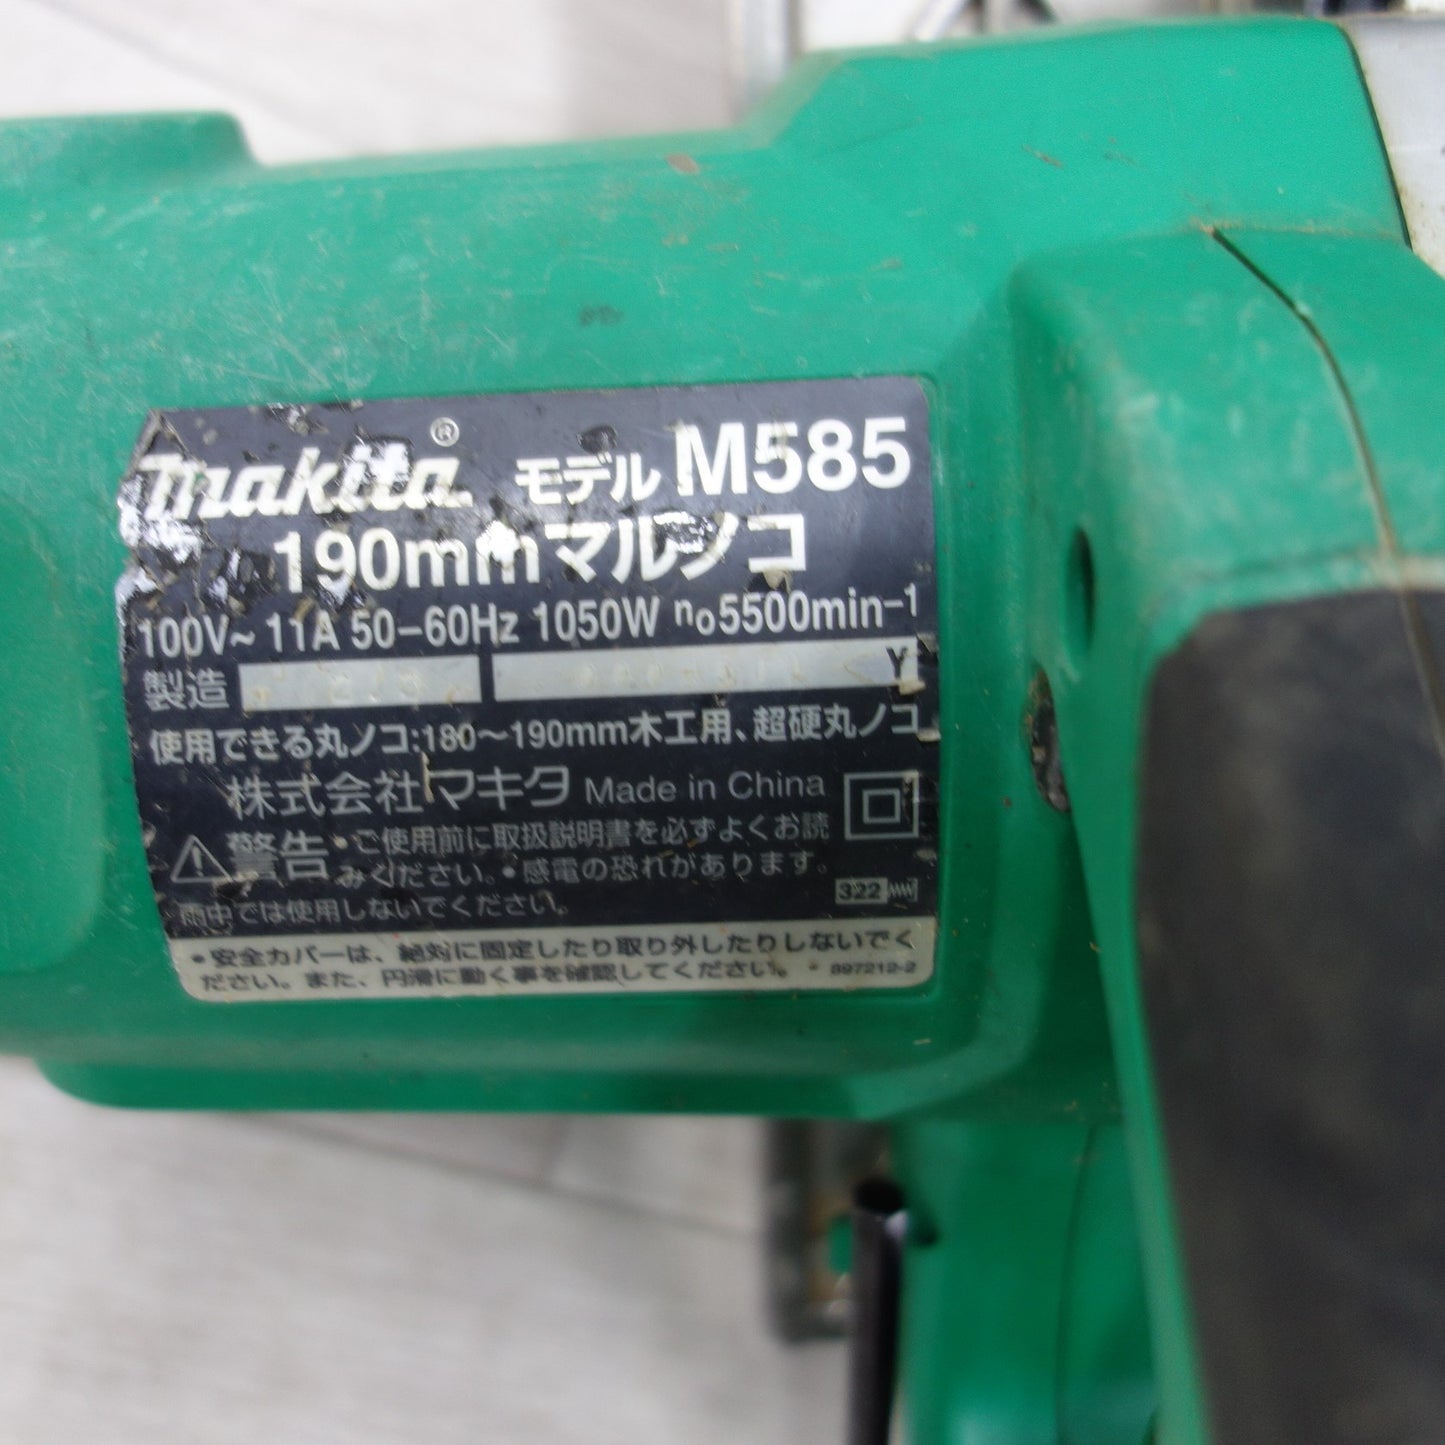 makita®
モデル M585
190mmマルノコ
100V~ 11A 50-60Hz 1050W n₀5500min-1
製造 Y
使用できる丸ノコ:180～190mm木工用、超硬丸ノコ
株式会社マキタ Made in China
警告 •ご使用前に取扱説明書を必ずよくお読
みください。•感電の恐れがあります。
雨中では使用しないでください。
322
•安全カバーは、絶対に固定したり取り外したりしないでく
ださい。また、円滑に動く事を確認してください。
897212-2